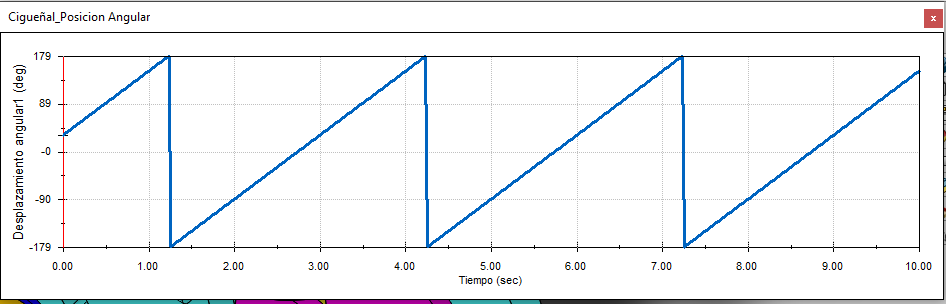 Cigueñal_Posicion Angular
x
Desplazamiento angular1 (deg)
179
89
-0
-90
-179
0.00 1.00 2.00 3.00 4.00 5.00 6.00 7.00 8.00 9.00 10.00
Tiempo (sec)